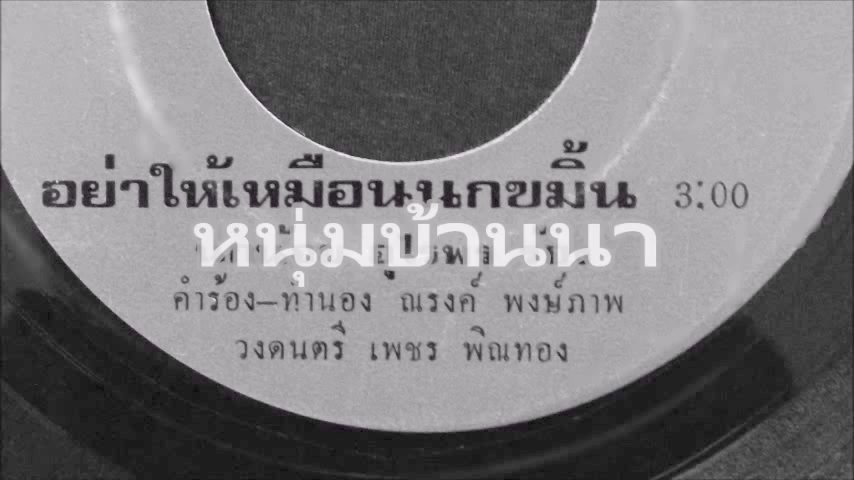 อย่าให้เหมือนนกขมิ้น 3:00
หนุ่มบ้านนา
คำร้อง–ทำนอง ณรงค์ พงษ์ภาพ
วงดนตรี เพชร พิณทอง